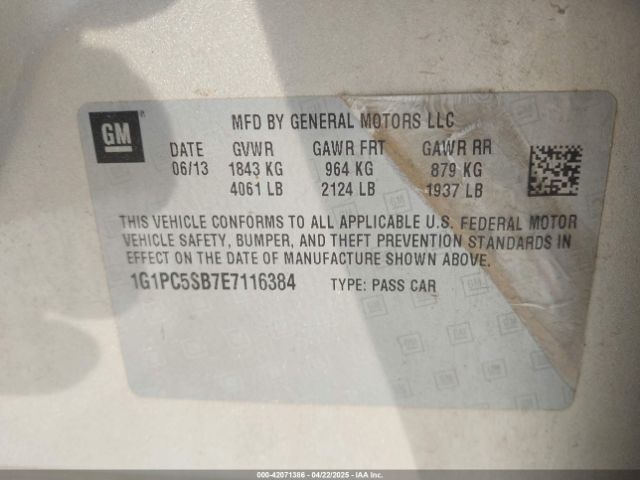 GM
MFD BY GENERAL MOTORS LLC
DATE GVWR GAWR FRT GAWR RR
06/13 1843 KG 964 KG 879 KG
4061 LB 2124 LB 1937 LB
THIS VEHICLE CONFORMS TO ALL APPLICABLE U.S. FEDERAL MOTOR
VEHICLE SAFETY, BUMPER, AND THEFT PREVENTION STANDARDS IN
EFFECT ON THE DATE OF MANUFACTURE SHOWN ABOVE.
1G1PC5SB7E7116384 TYPE: PASS CAR
000-42071386 - 04/22/2025 - IAA Inc.